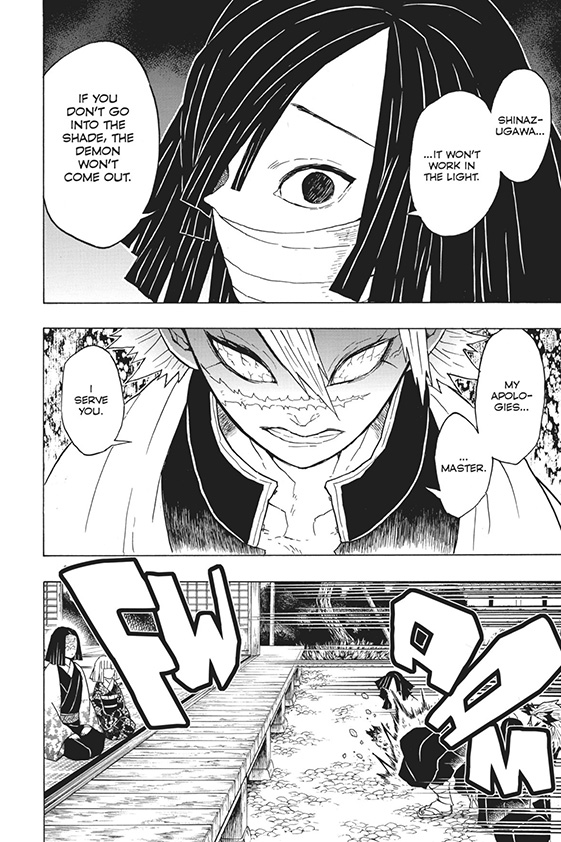 SHINAZ-
UGAWA...
...IT WON'T
WORK IN
THE LIGHT.
IF YOU
DON'T GO
INTO THE
SHADE, THE
DEMON
WON'T
COME OUT.
MY
APOLO-
GIES...
...
MASTER.
I
SERVE
YOU.
FW
ADM